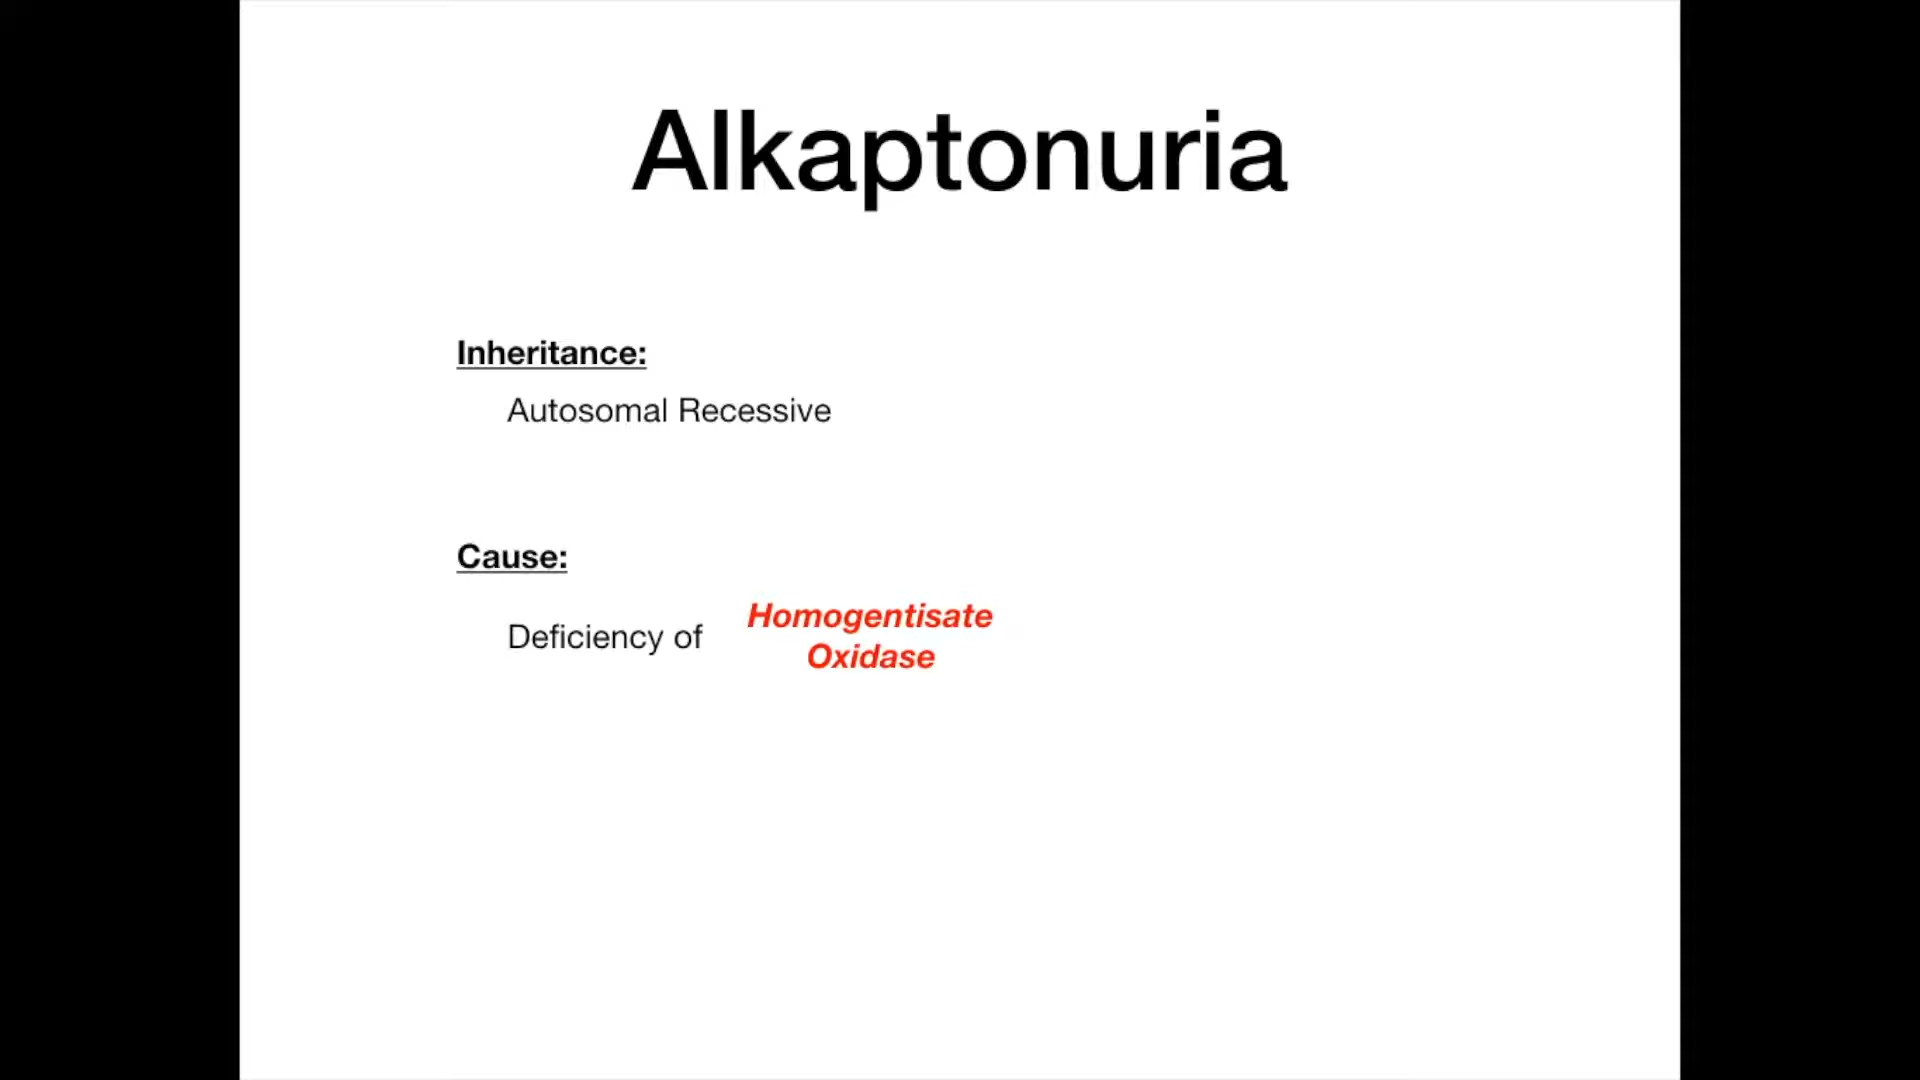 Alkaptonuria
Inheritance:
Autosomal Recessive
Cause:
Deficiency of
Homogentisate
Oxidase